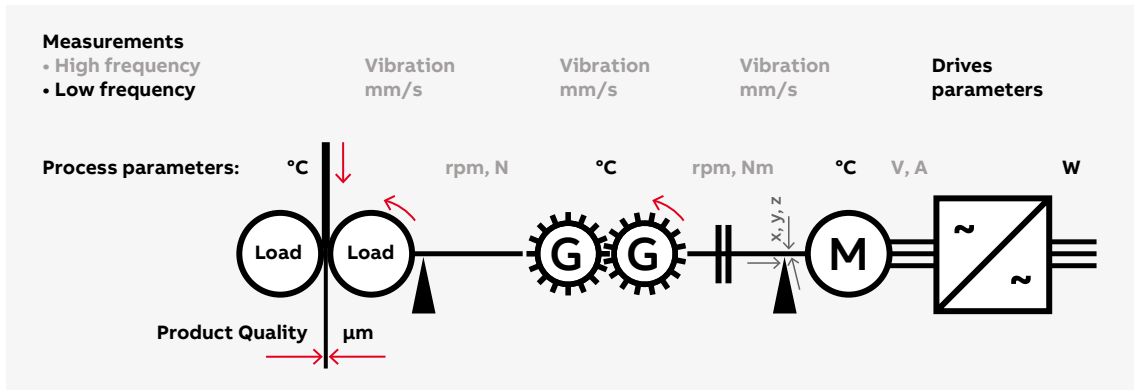 Measurements
• High frequency
• Low frequency
Vibration
mm/s
Vibration
mm/s
Vibration
mm/s
Drives
parameters
Process parameters: °C rpm, N °C rpm, Nm °C V, A W
x, y, z
Load Load G G M ~
~
Product Quality µm